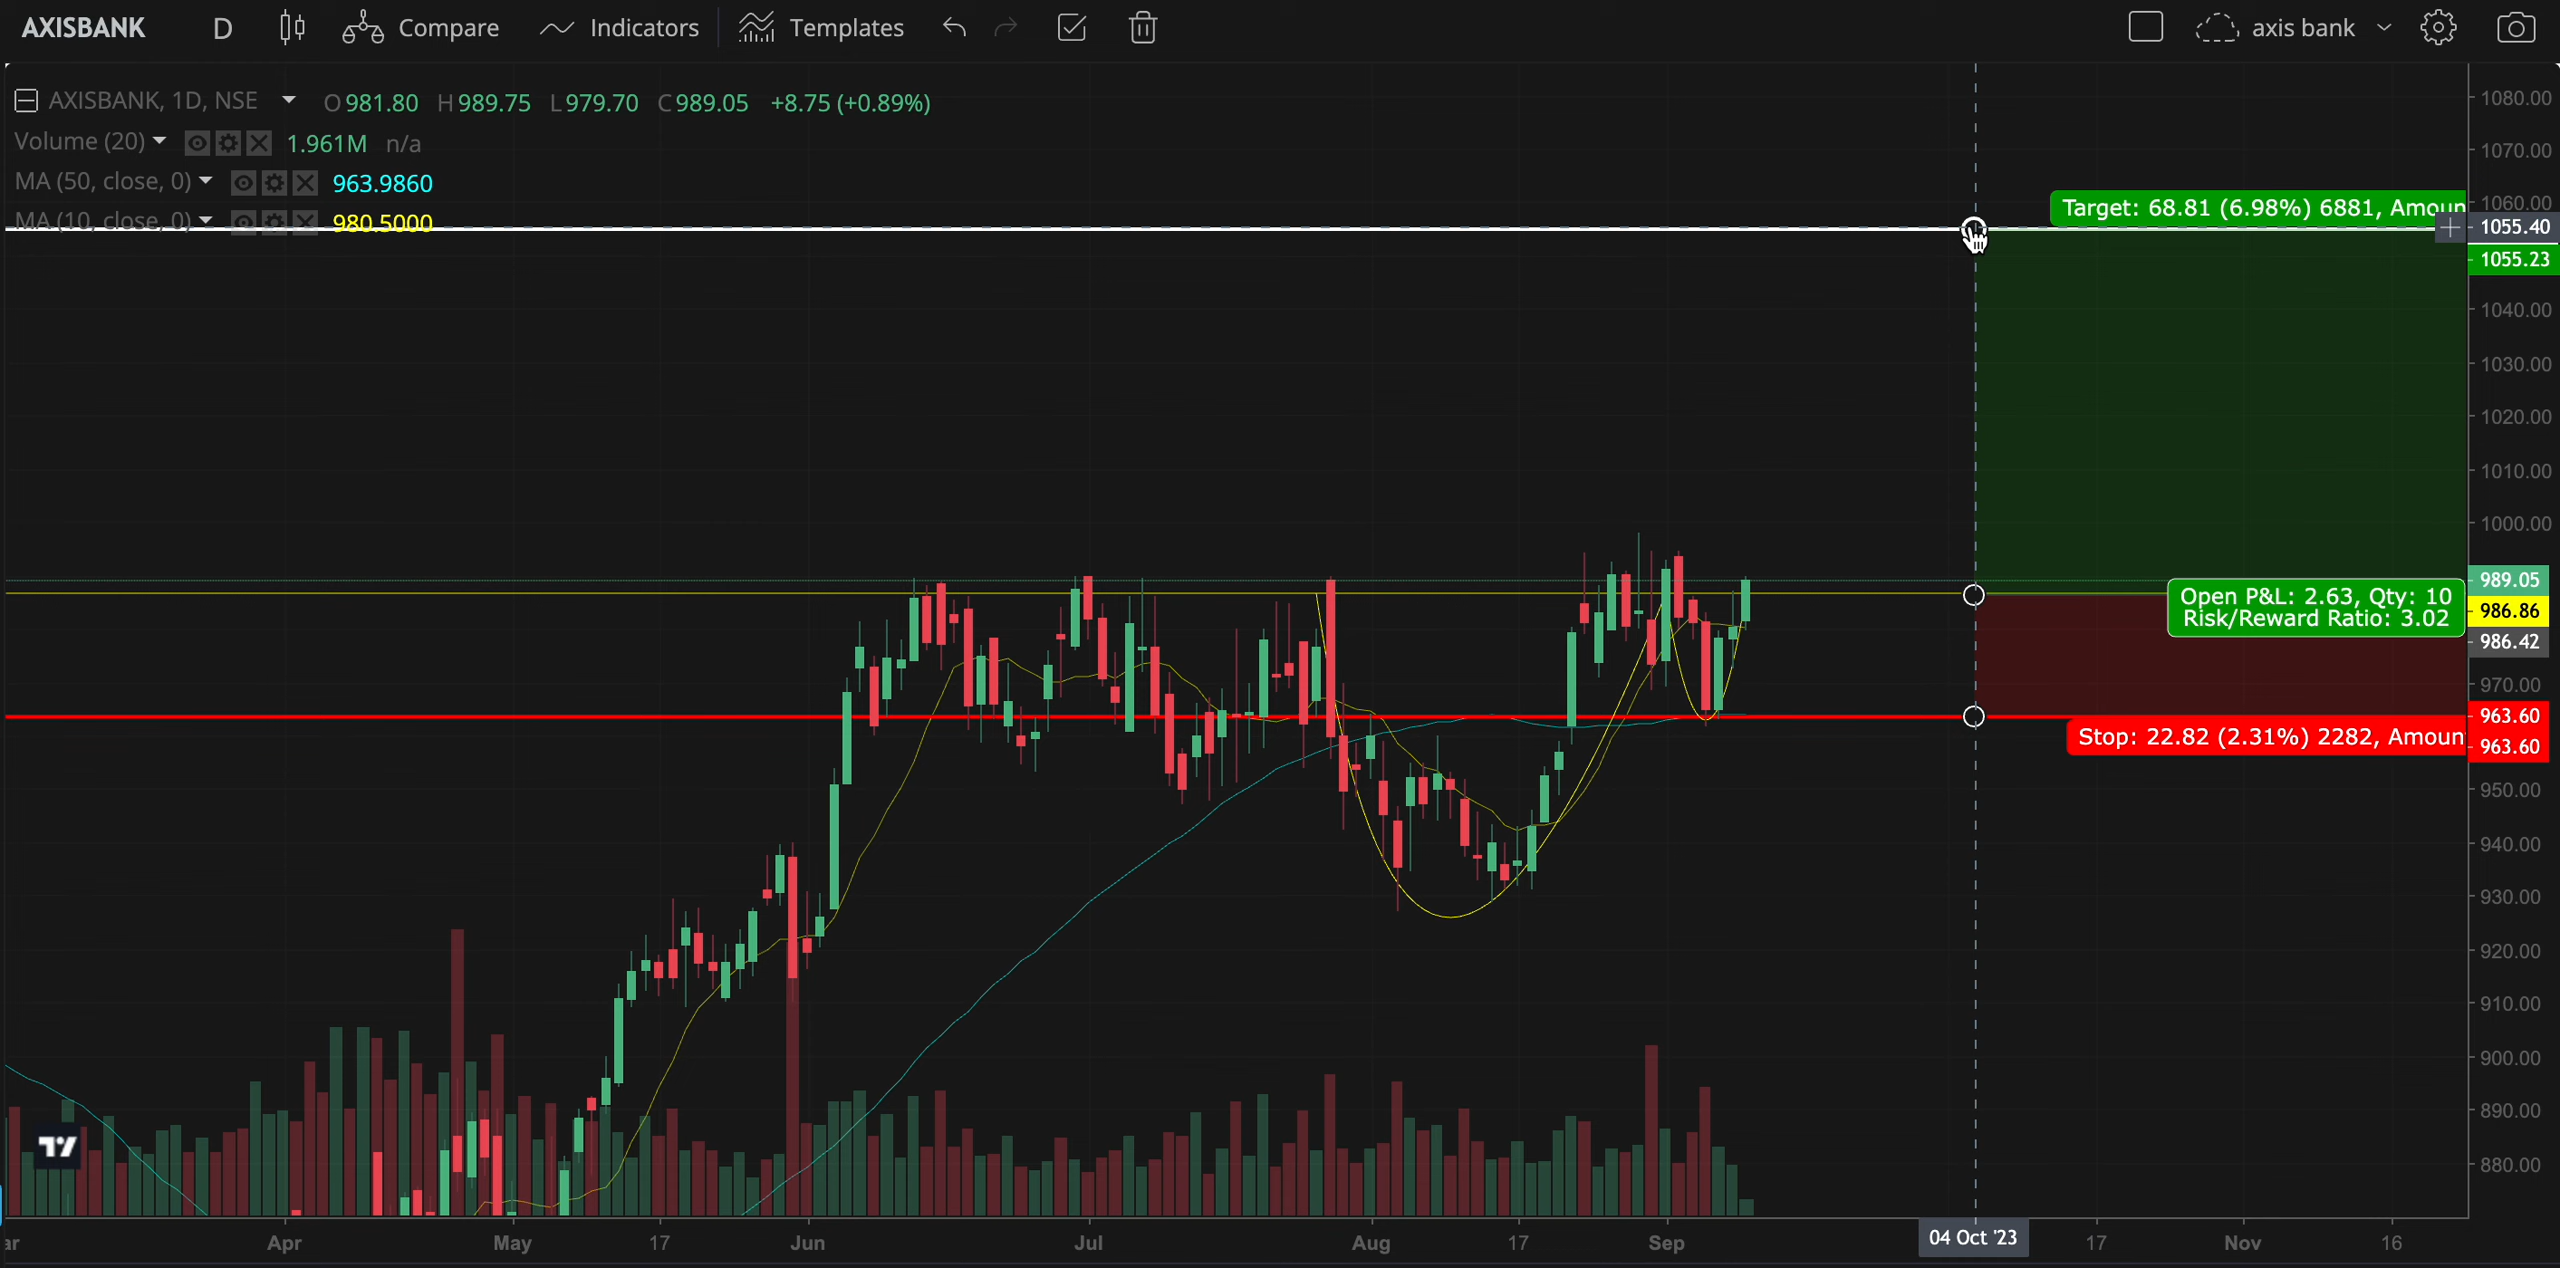 AXISBANK D Compare Indicators Templates axis bank
AXISBANK, 1D, NSE O981.80 H989.75 L979.70 C989.05 +8.75 (+0.89%)
Volume (20) 1.961M n/a
MA (50, close, 0) 963.9860
MA (10, close, 0) 980.5000
Target: 68.81 (6.98%) 6881, Amoun
Open P&L: 2.63, Qty: 10
Risk/Reward Ratio: 3.02
Stop: 22.82 (2.31%) 2282, Amoun
1080.00
1070.00
1060.00
1055.40
1055.23
1040.00
1030.00
1020.00
1010.00
1000.00
989.05
986.86
986.42
970.00
963.60
963.60
950.00
940.00
930.00
920.00
910.00
900.00
890.00
880.00
ar Apr May 17 Jun Jul Aug 17 Sep 04 Oct '23 17 Nov 16